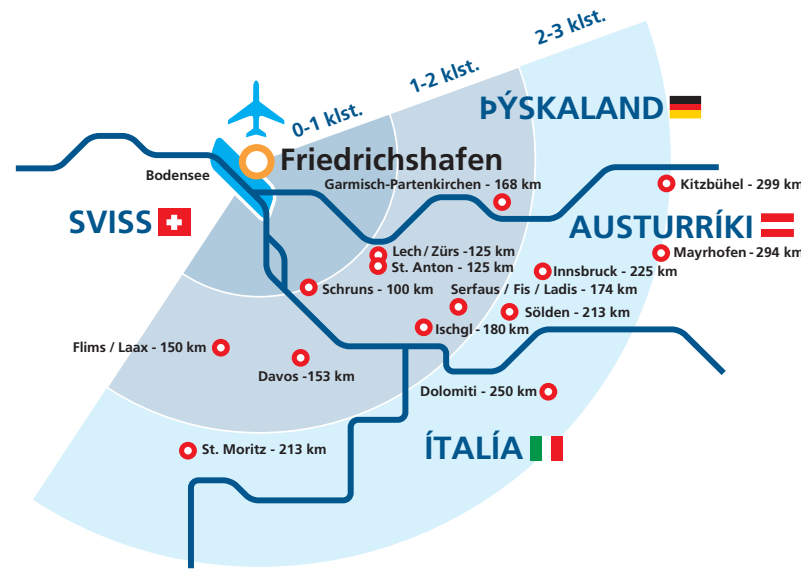 2-3 klst.
1-2 klst.
0-1 klst.
ÞÝSKALAND
Friedrichshafen
Bodensee
Garmisch-Partenkirchen - 168 km
Kitzbühel - 299 km
SVISS
AUSTURRÍKI
Lech / Zürs -125 km
Mayrhofen - 294 km
St. Anton - 125 km
Innsbruck - 225 km
Schruns - 100 km
Serfaus / Fis / Ladis - 174 km
Sölden - 213 km
Ischgl - 180 km
Flims / Laax - 150 km
Davos -153 km
Dolomiti - 250 km
St. Moritz - 213 km
ÍTALÍA